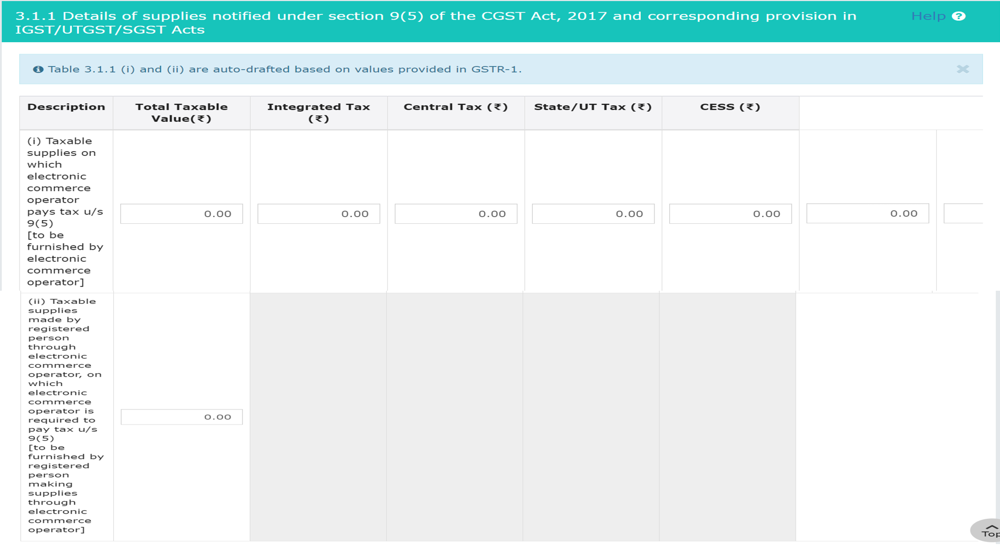 3.1.1 Details of supplies notified under section 9(5) of the CGST Act, 2017 and corresponding provision in
IGST/UTGST/SGST Acts
Help ?
Table 3.1.1 (i) and (ii) are auto-drafted based on values provided in GSTR-1.
Description
Total Taxable
Value(₹)
Integrated Tax
(₹)
Central Tax (₹)
State/UT Tax (₹)
CESS (₹)
(i) Taxable
supplies on
which
electronic
commerce
operator
pays tax u/s
9(5)
[to be
furnished by
electronic
commerce
operator]
0.00
0.00
0.00
0.00
0.00
0.00
(ii) Taxable
supplies
made by
registered
person
through
electronic
commerce
operator, on
which
electronic
commerce
operator is
required to
pay tax u/s
9(5)
[to be
furnished by
registered
person
making
supplies
through
electronic
commerce
operator]
0.00
Top